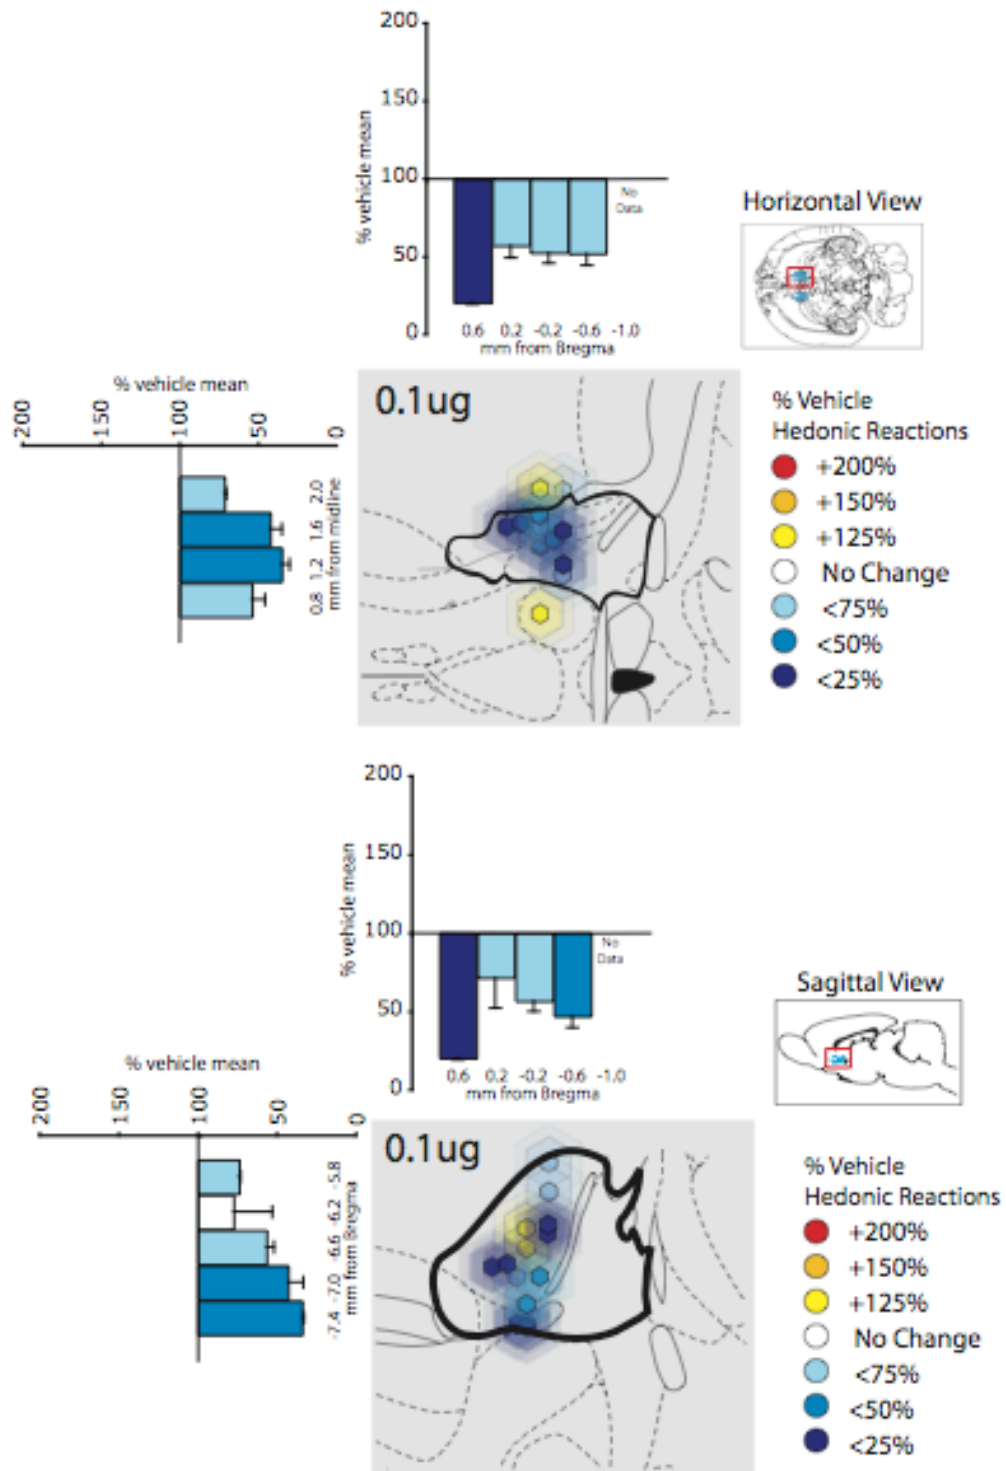 200
150
100
50
0
% vehicle mean
No
Data
0.6 0.2 -0.2 -0.6 -1.0
mm from Bregma
Horizontal View
% vehicle mean
200 150 100 50 0
2.0
1.6
1.2
0.8
mm from midline
0.1ug
% Vehicle
Hedonic Reactions
+200%
+150%
+125%
No Change
<75%
<50%
<25%
200
150
100
50
0
% vehicle mean
No
Data
0.6 0.2 -0.2 -0.6 -1.0
mm from Bregma
Sagittal View
% vehicle mean
200 150 100 50 0
-5.8
-6.2
-6.6
-7.0
-7.4
mm from Bregma
0.1ug
% Vehicle
Hedonic Reactions
+200%
+150%
+125%
No Change
<75%
<50%
<25%